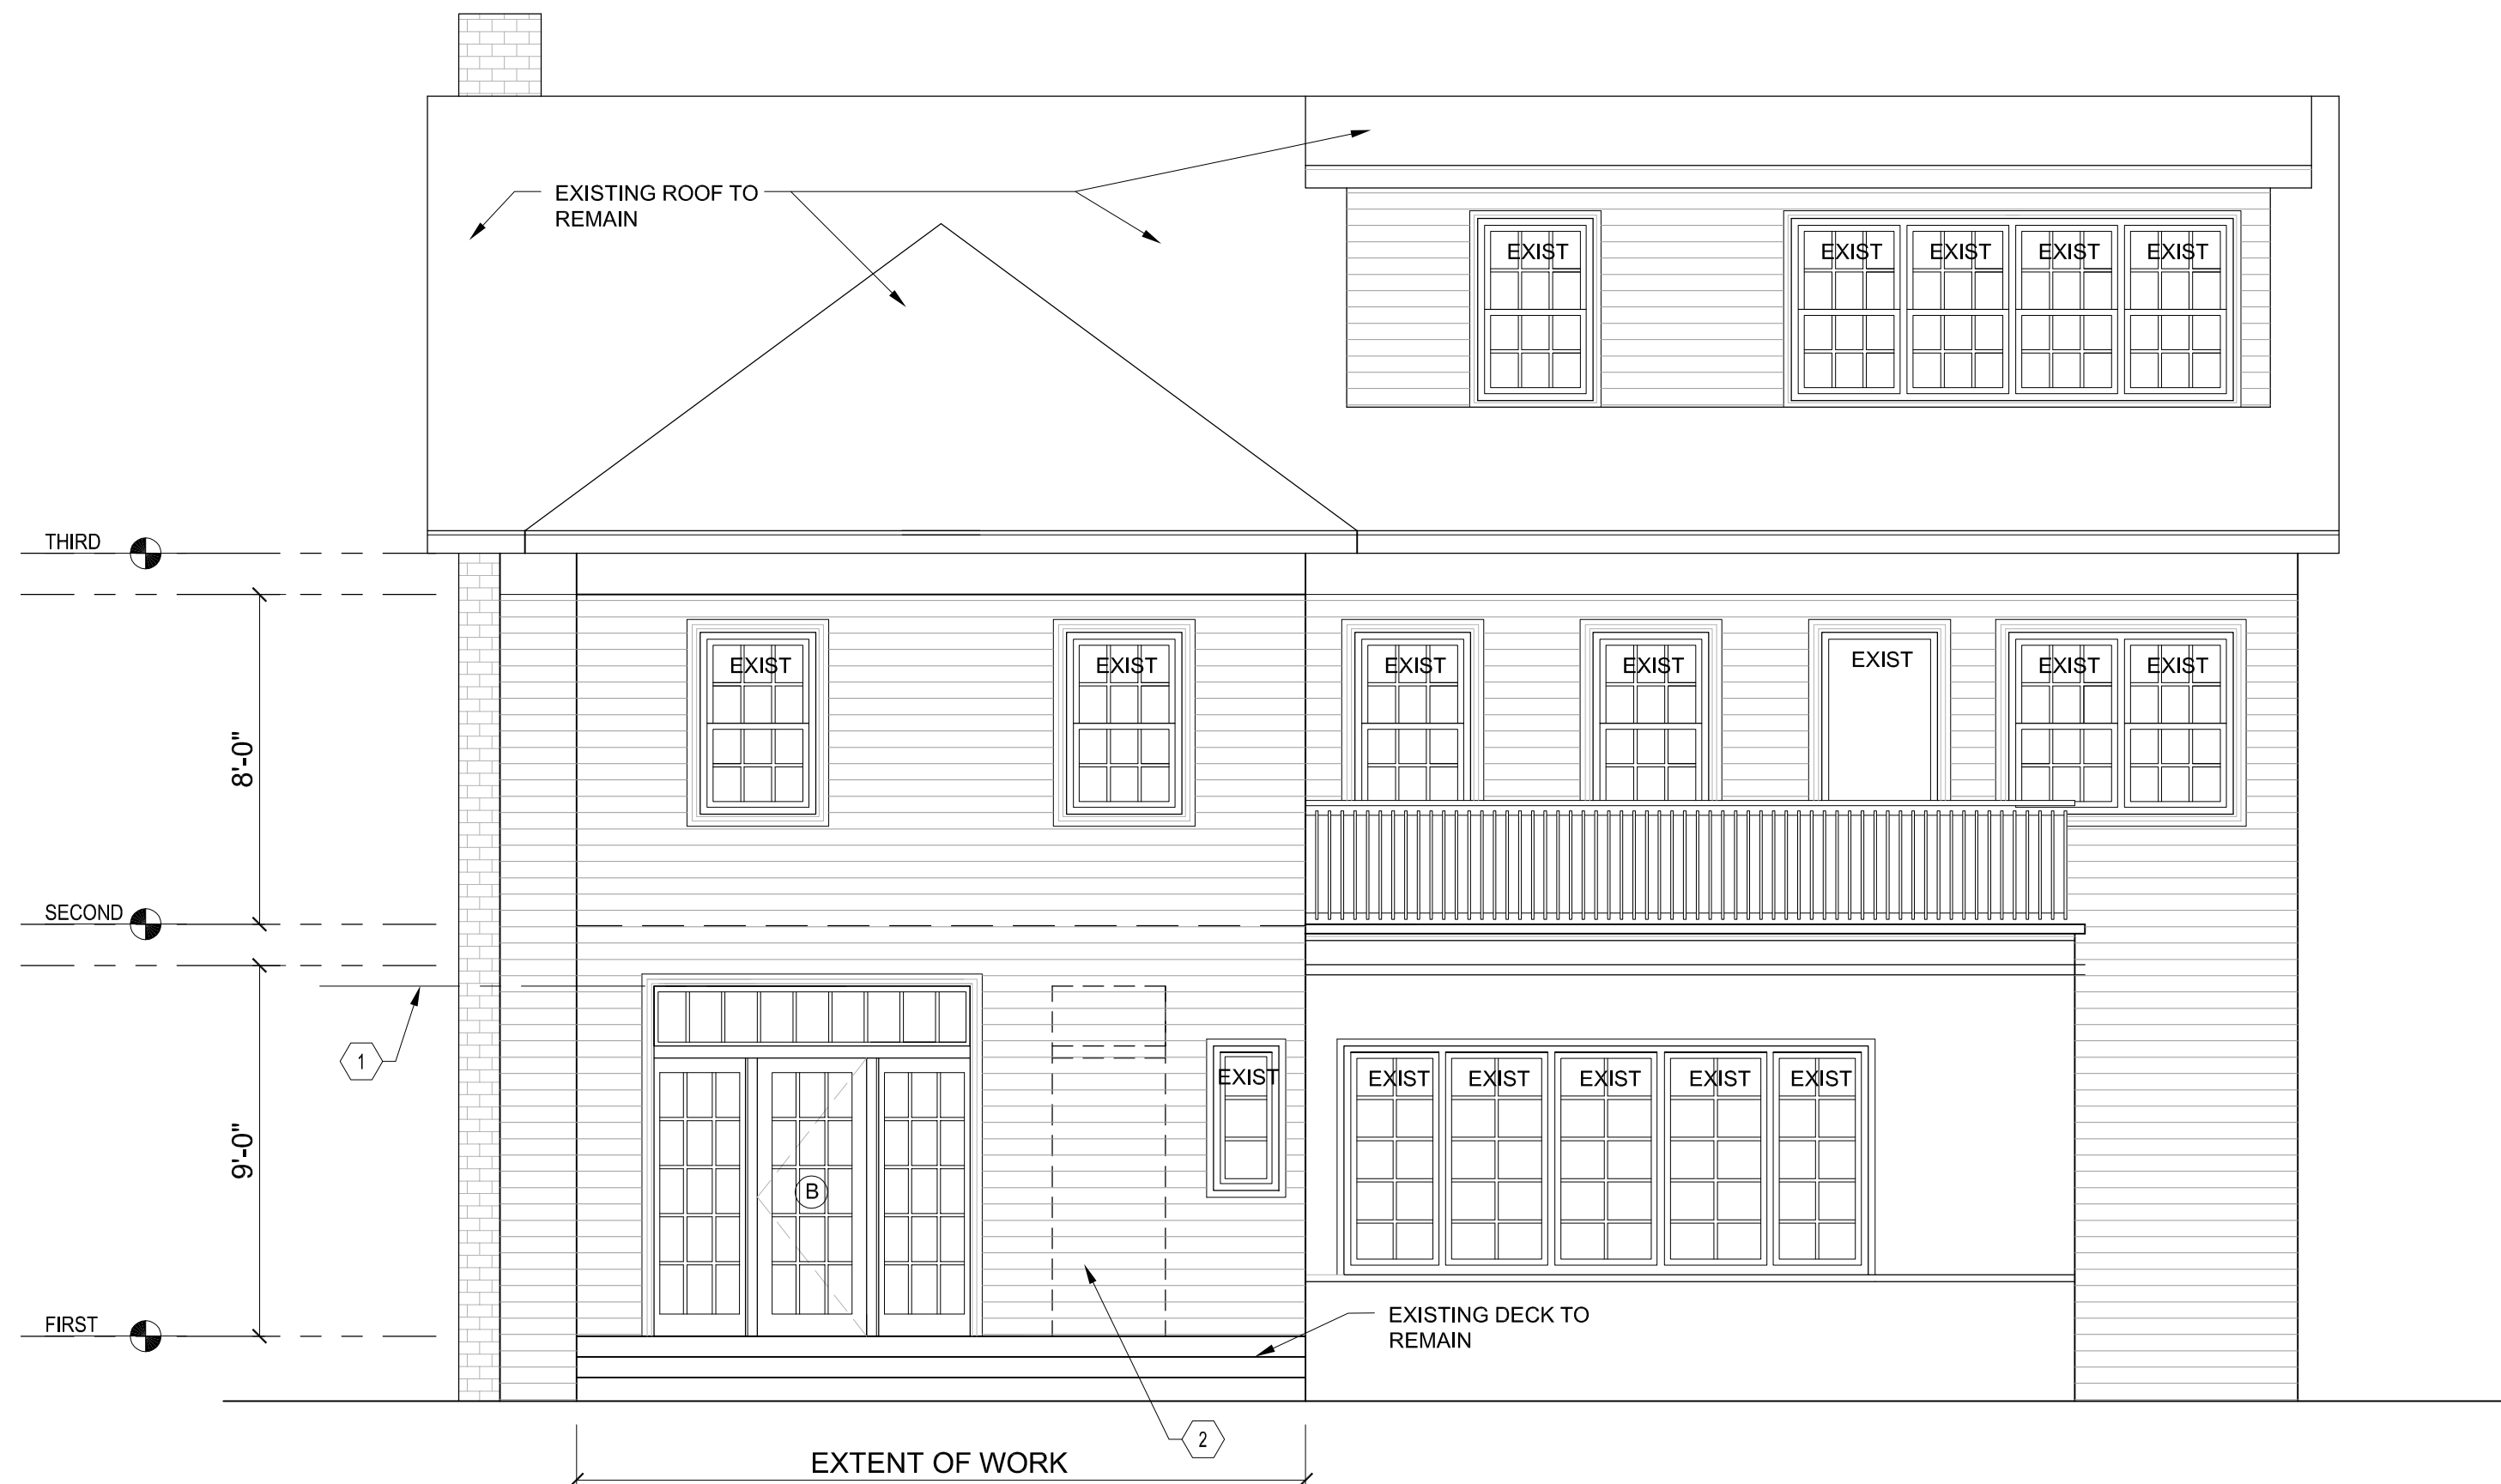 EXISTING ROOF TO
REMAIN
EXIST
EXIST EXIST EXIST EXIST
THIRD
EXIST
EXIST
EXIST
EXIST
EXIST
EXIST EXIST
8'-0"
SECOND
9'-0"
1
EXIST
EXIST EXIST EXIST EXIST EXIST
B
FIRST
EXISTING DECK TO
REMAIN
2
EXTENT OF WORK